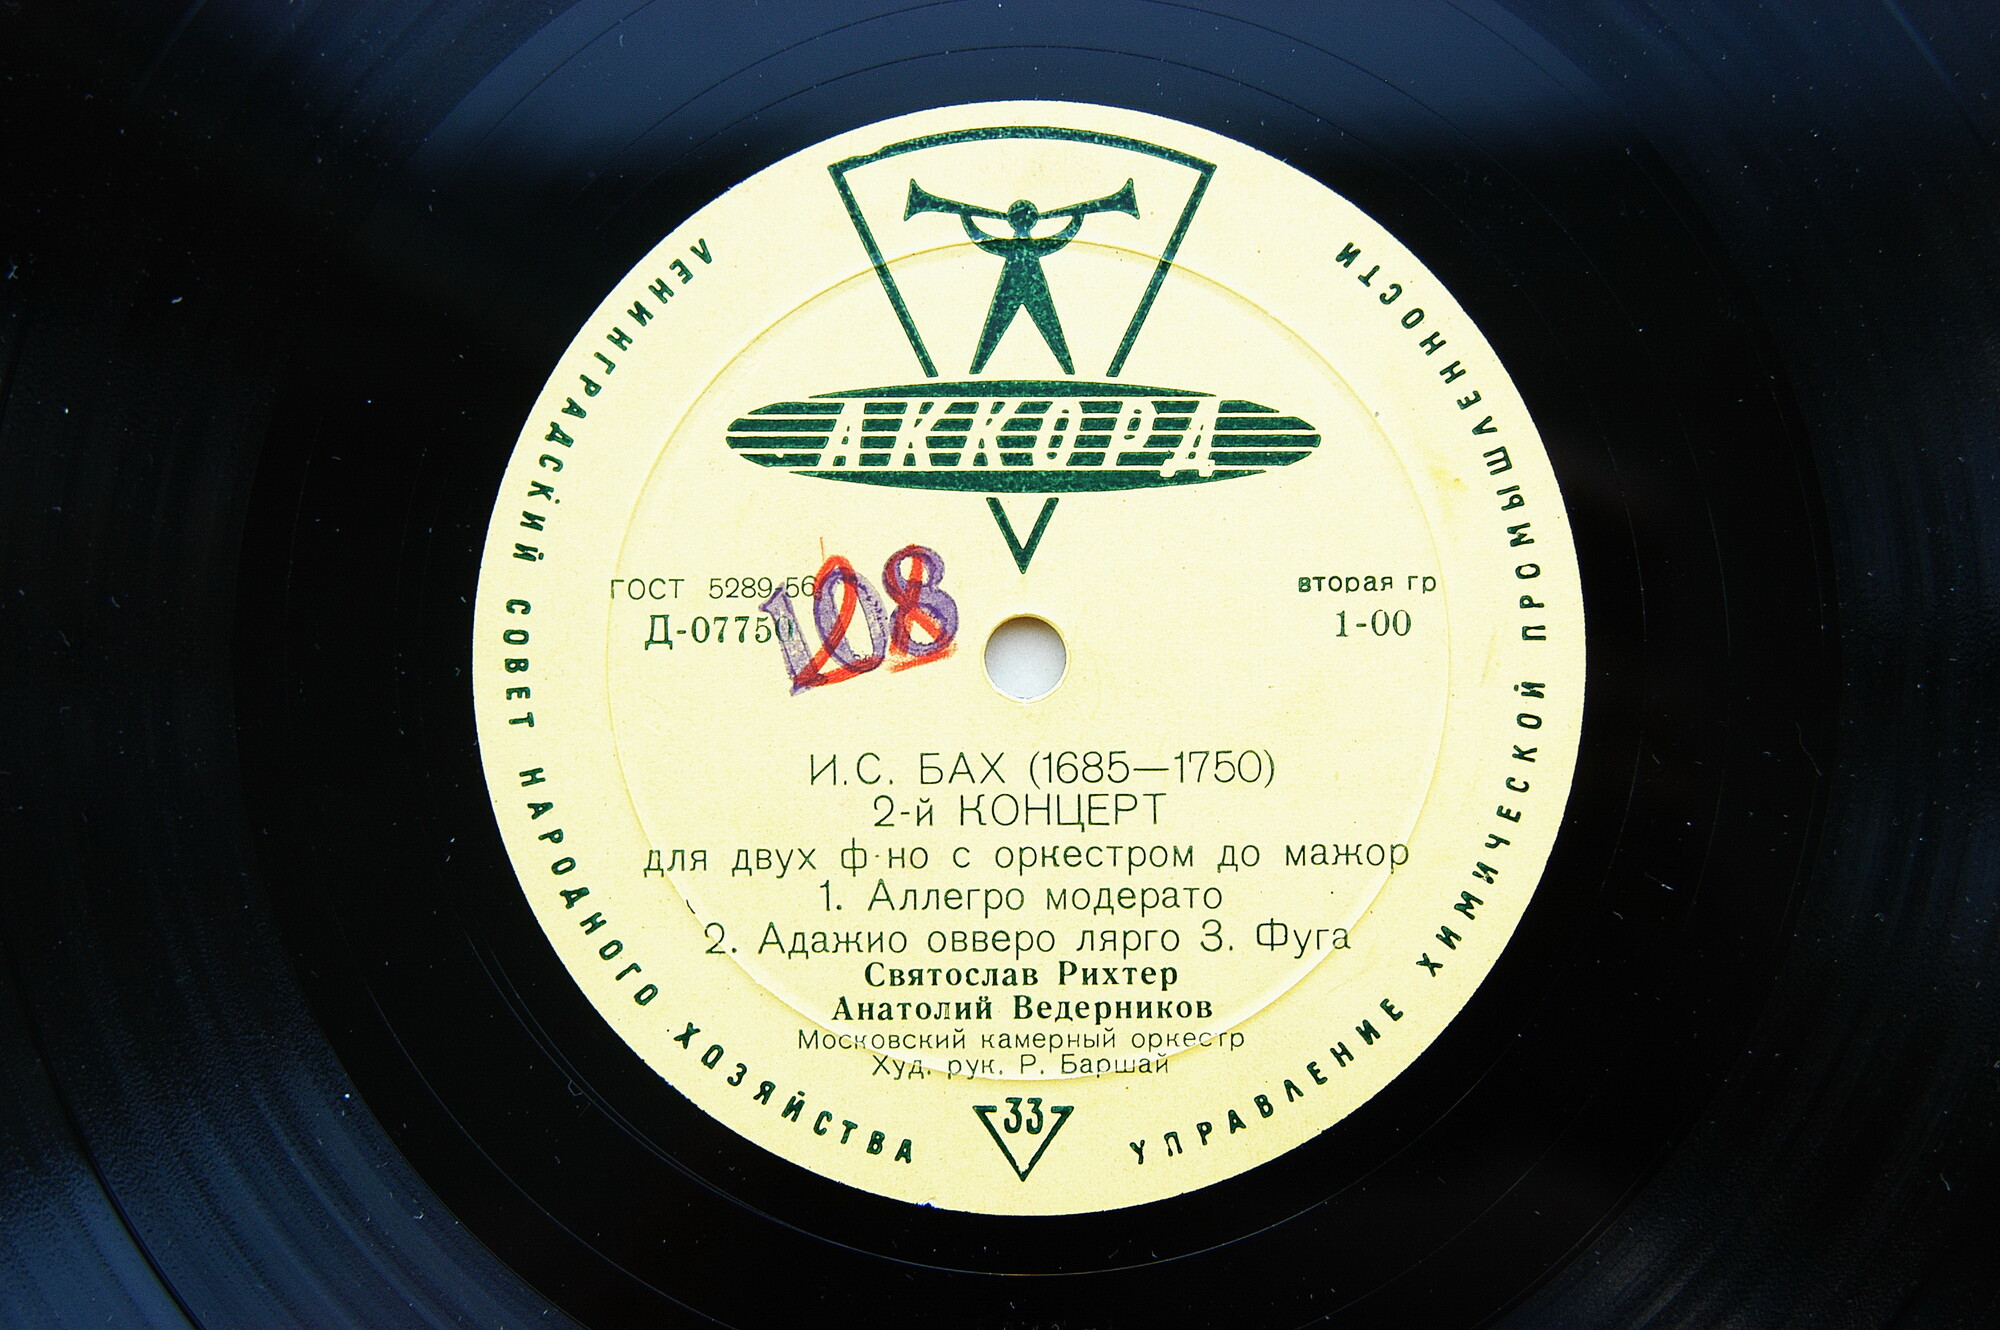 АККОРД
ЛЕНИНГРАДСКИЙ СОВЕТ НАРОДНОГО ХОЗЯЙСТВА
УПРАВЛЕНИЕ ХИМИЧЕСКОЙ ПРОМЫШЛЕННОСТИ
ГОСТ 5289-56
вторая гр
Д-07750
1-00
108
И.С. БАХ (1685—1750)
2-й КОНЦЕРТ
для двух ф-но с оркестром до мажор
1. Аллегро модерато
2. Адажио овверо лярго 3. Фуга
Святослав Рихтер
Анатолий Ведерников
Московский камерный оркестр
Худ. рук. Р. Баршай
33